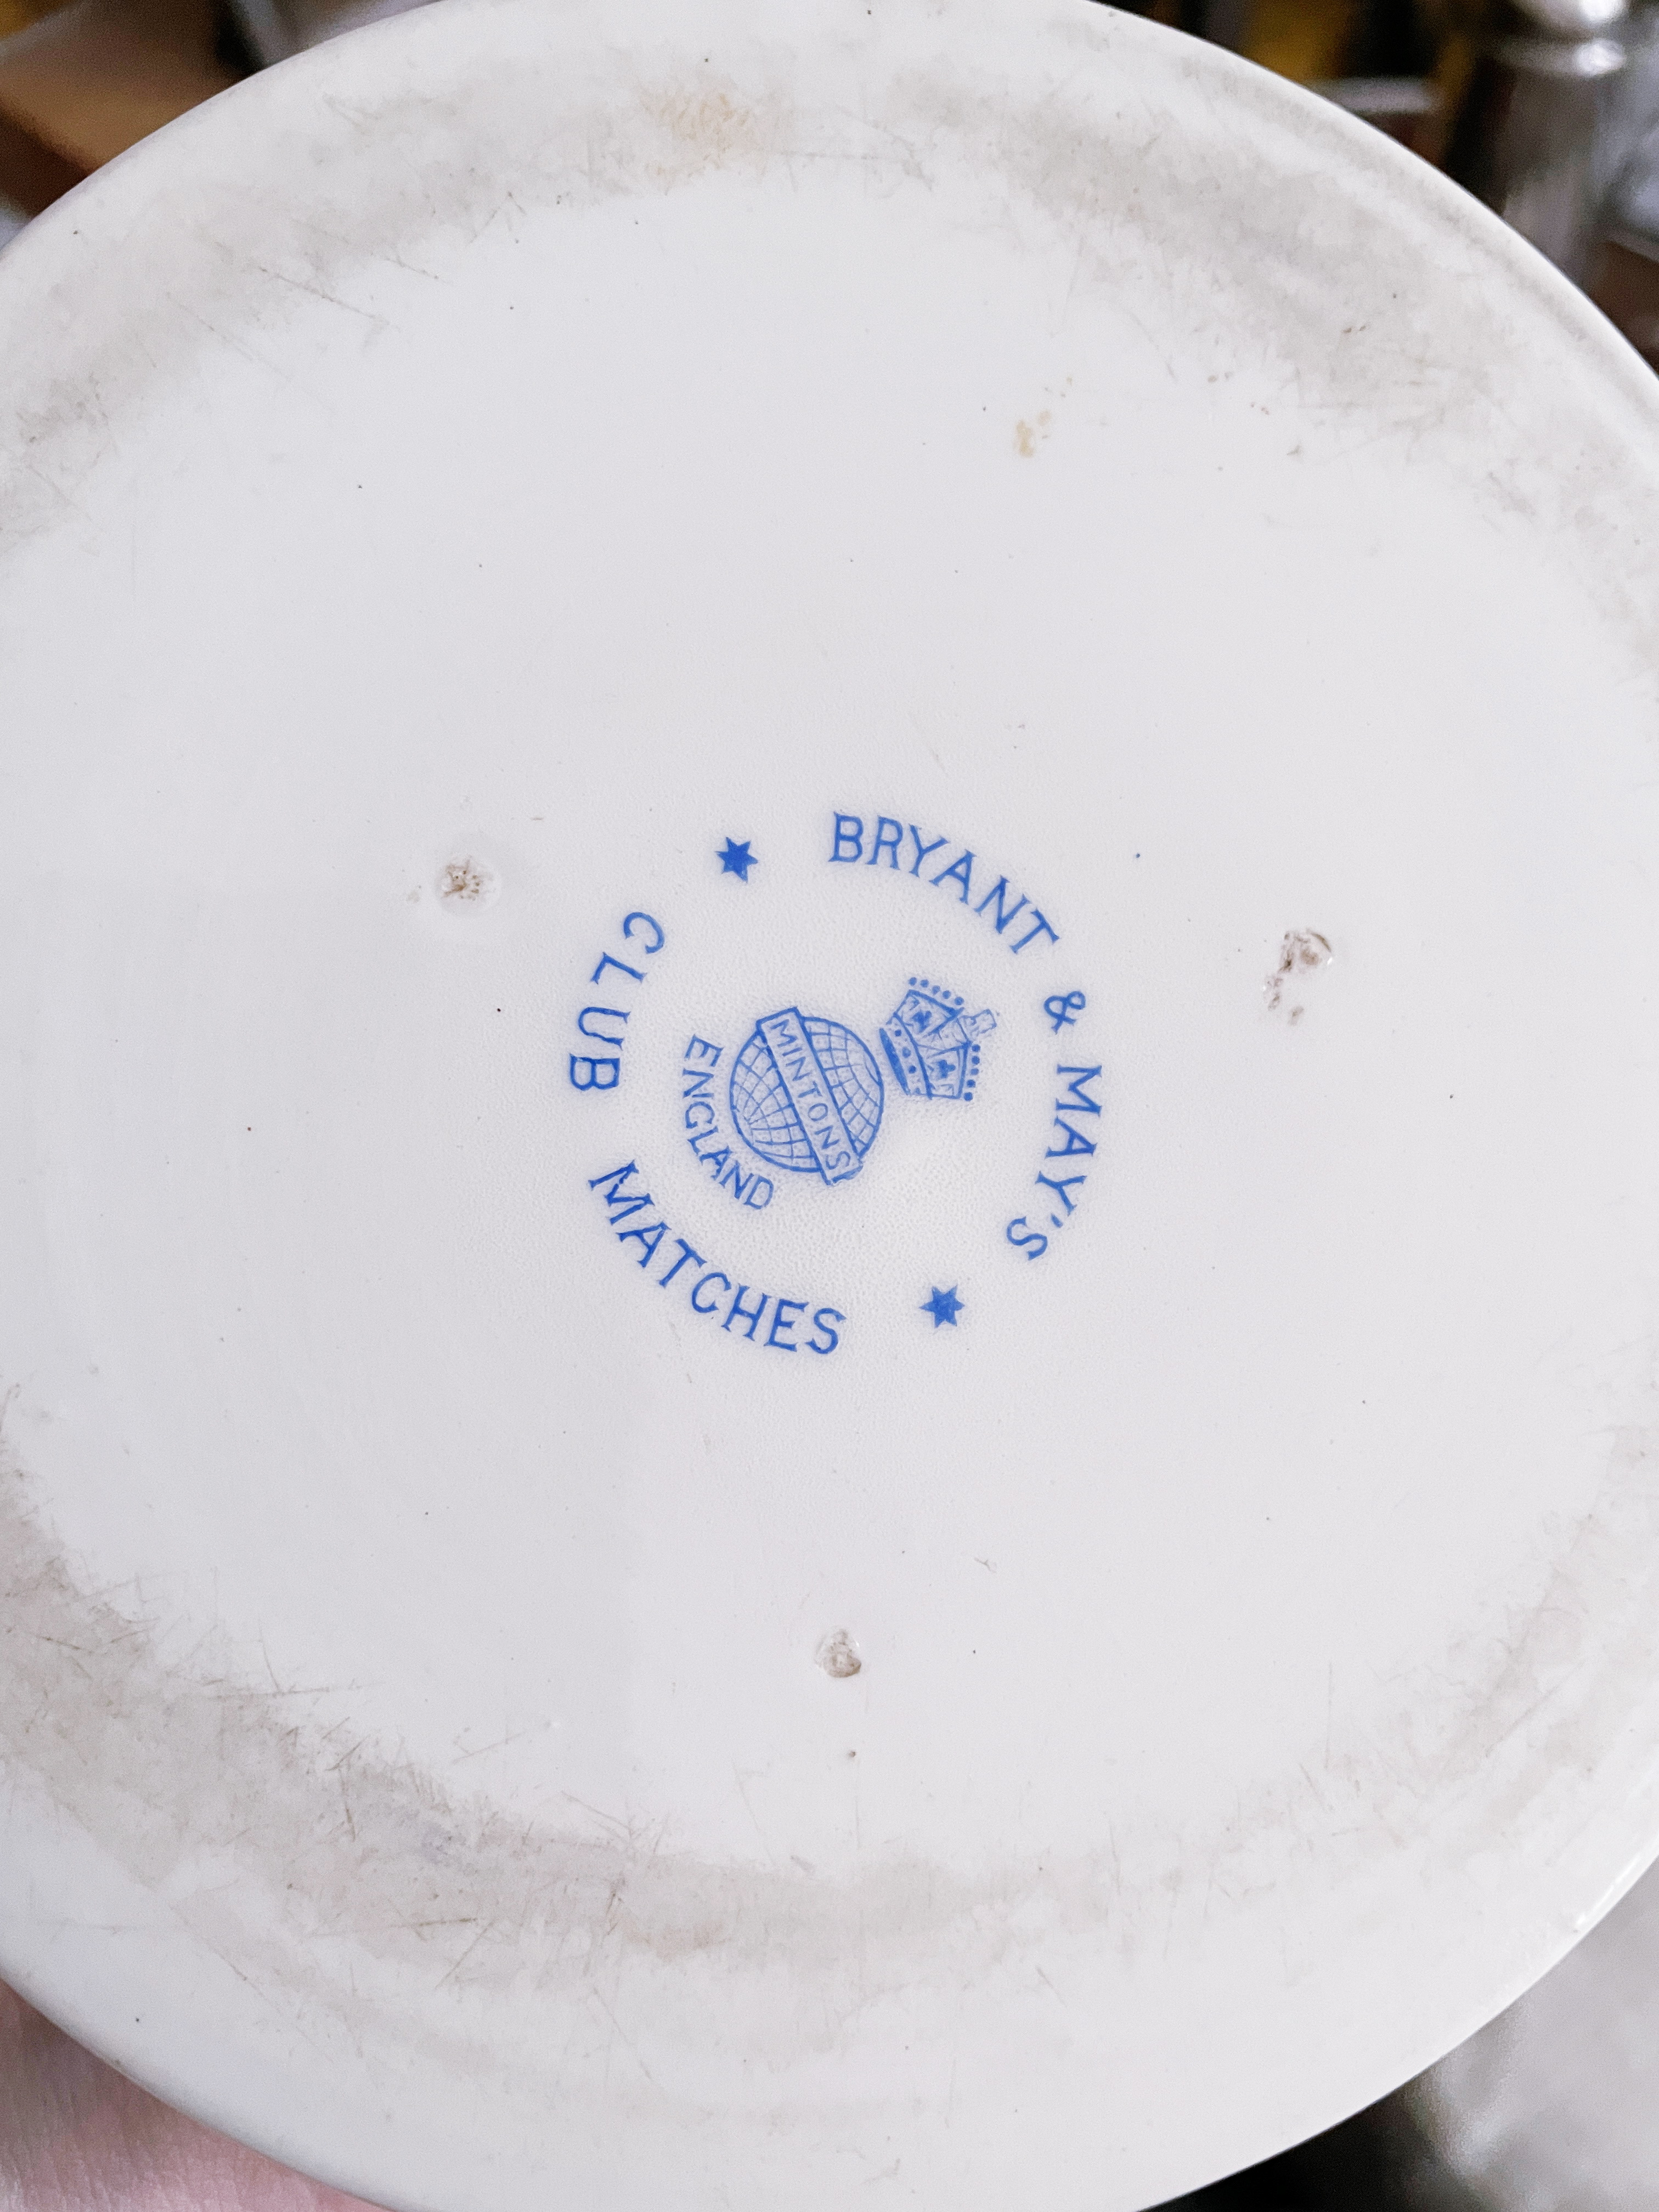 BRYANT & MAY'S
CLUB MATCHES
MINTONS
ENGLAND